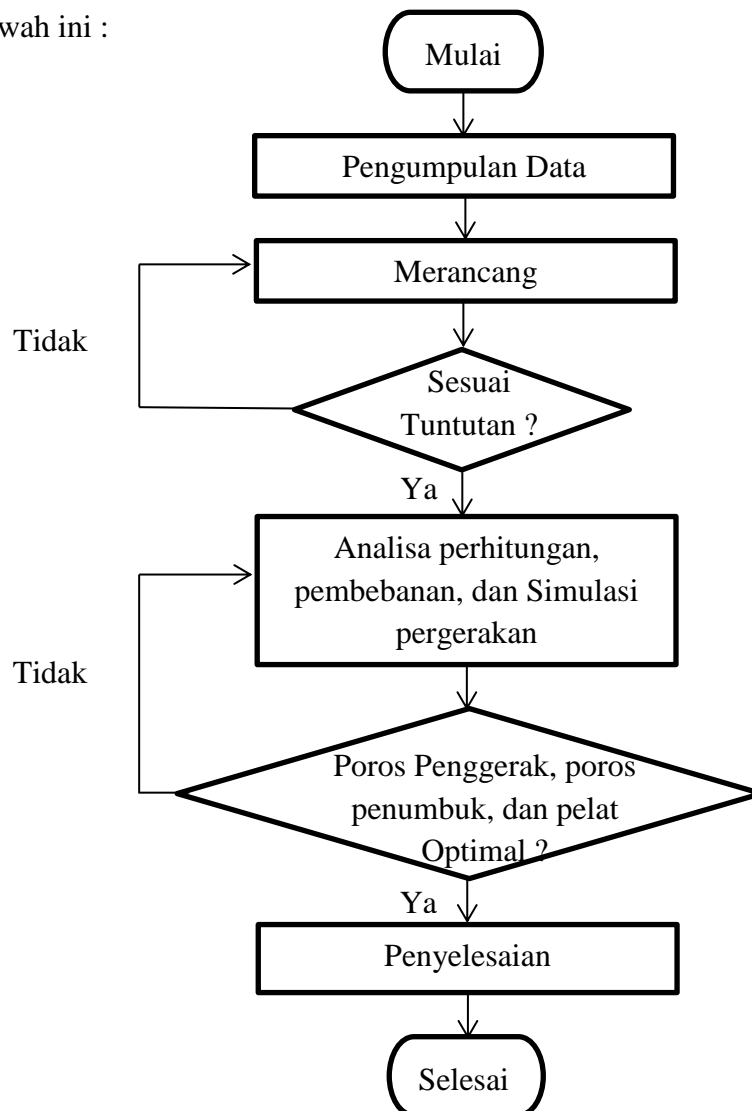 wah ini :
Mulai
Pengumpulan Data
Merancang
Tidak
Sesuai
Tuntutan ?
Ya
Analisa perhitungan,
pembebanan, dan Simulasi
pergerakan
Tidak
Poros Penggerak, poros
penumbuk, dan pelat
Optimal ?
Ya
Penyelesaian
Selesai